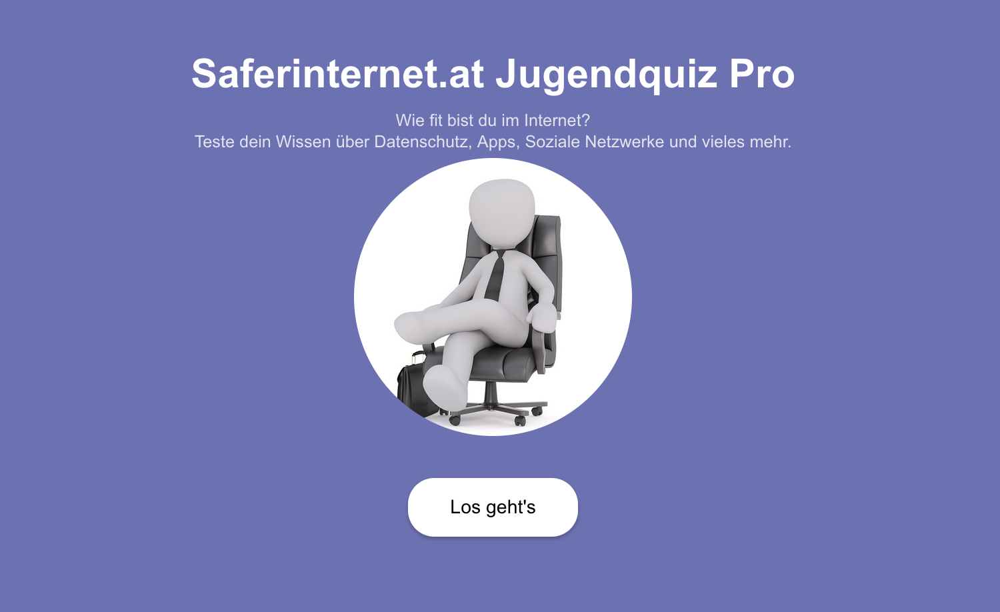 Saferinternet.at Jugendquiz Pro
Wie fit bist du im Internet?
Teste dein Wissen über Datenschutz, Apps, Soziale Netzwerke und vieles mehr.
Los geht's